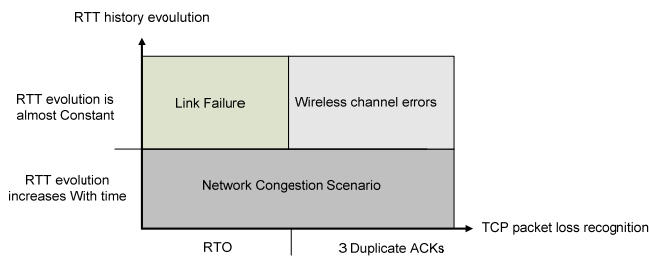 RTT history evoulution
RTT evolution is
almost Constant
Link Failure
Wireless channel errors
RTT evolution
increases With time
Network Congestion Scenario
TCP packet loss recognition
RTO
3 Duplicate ACKs